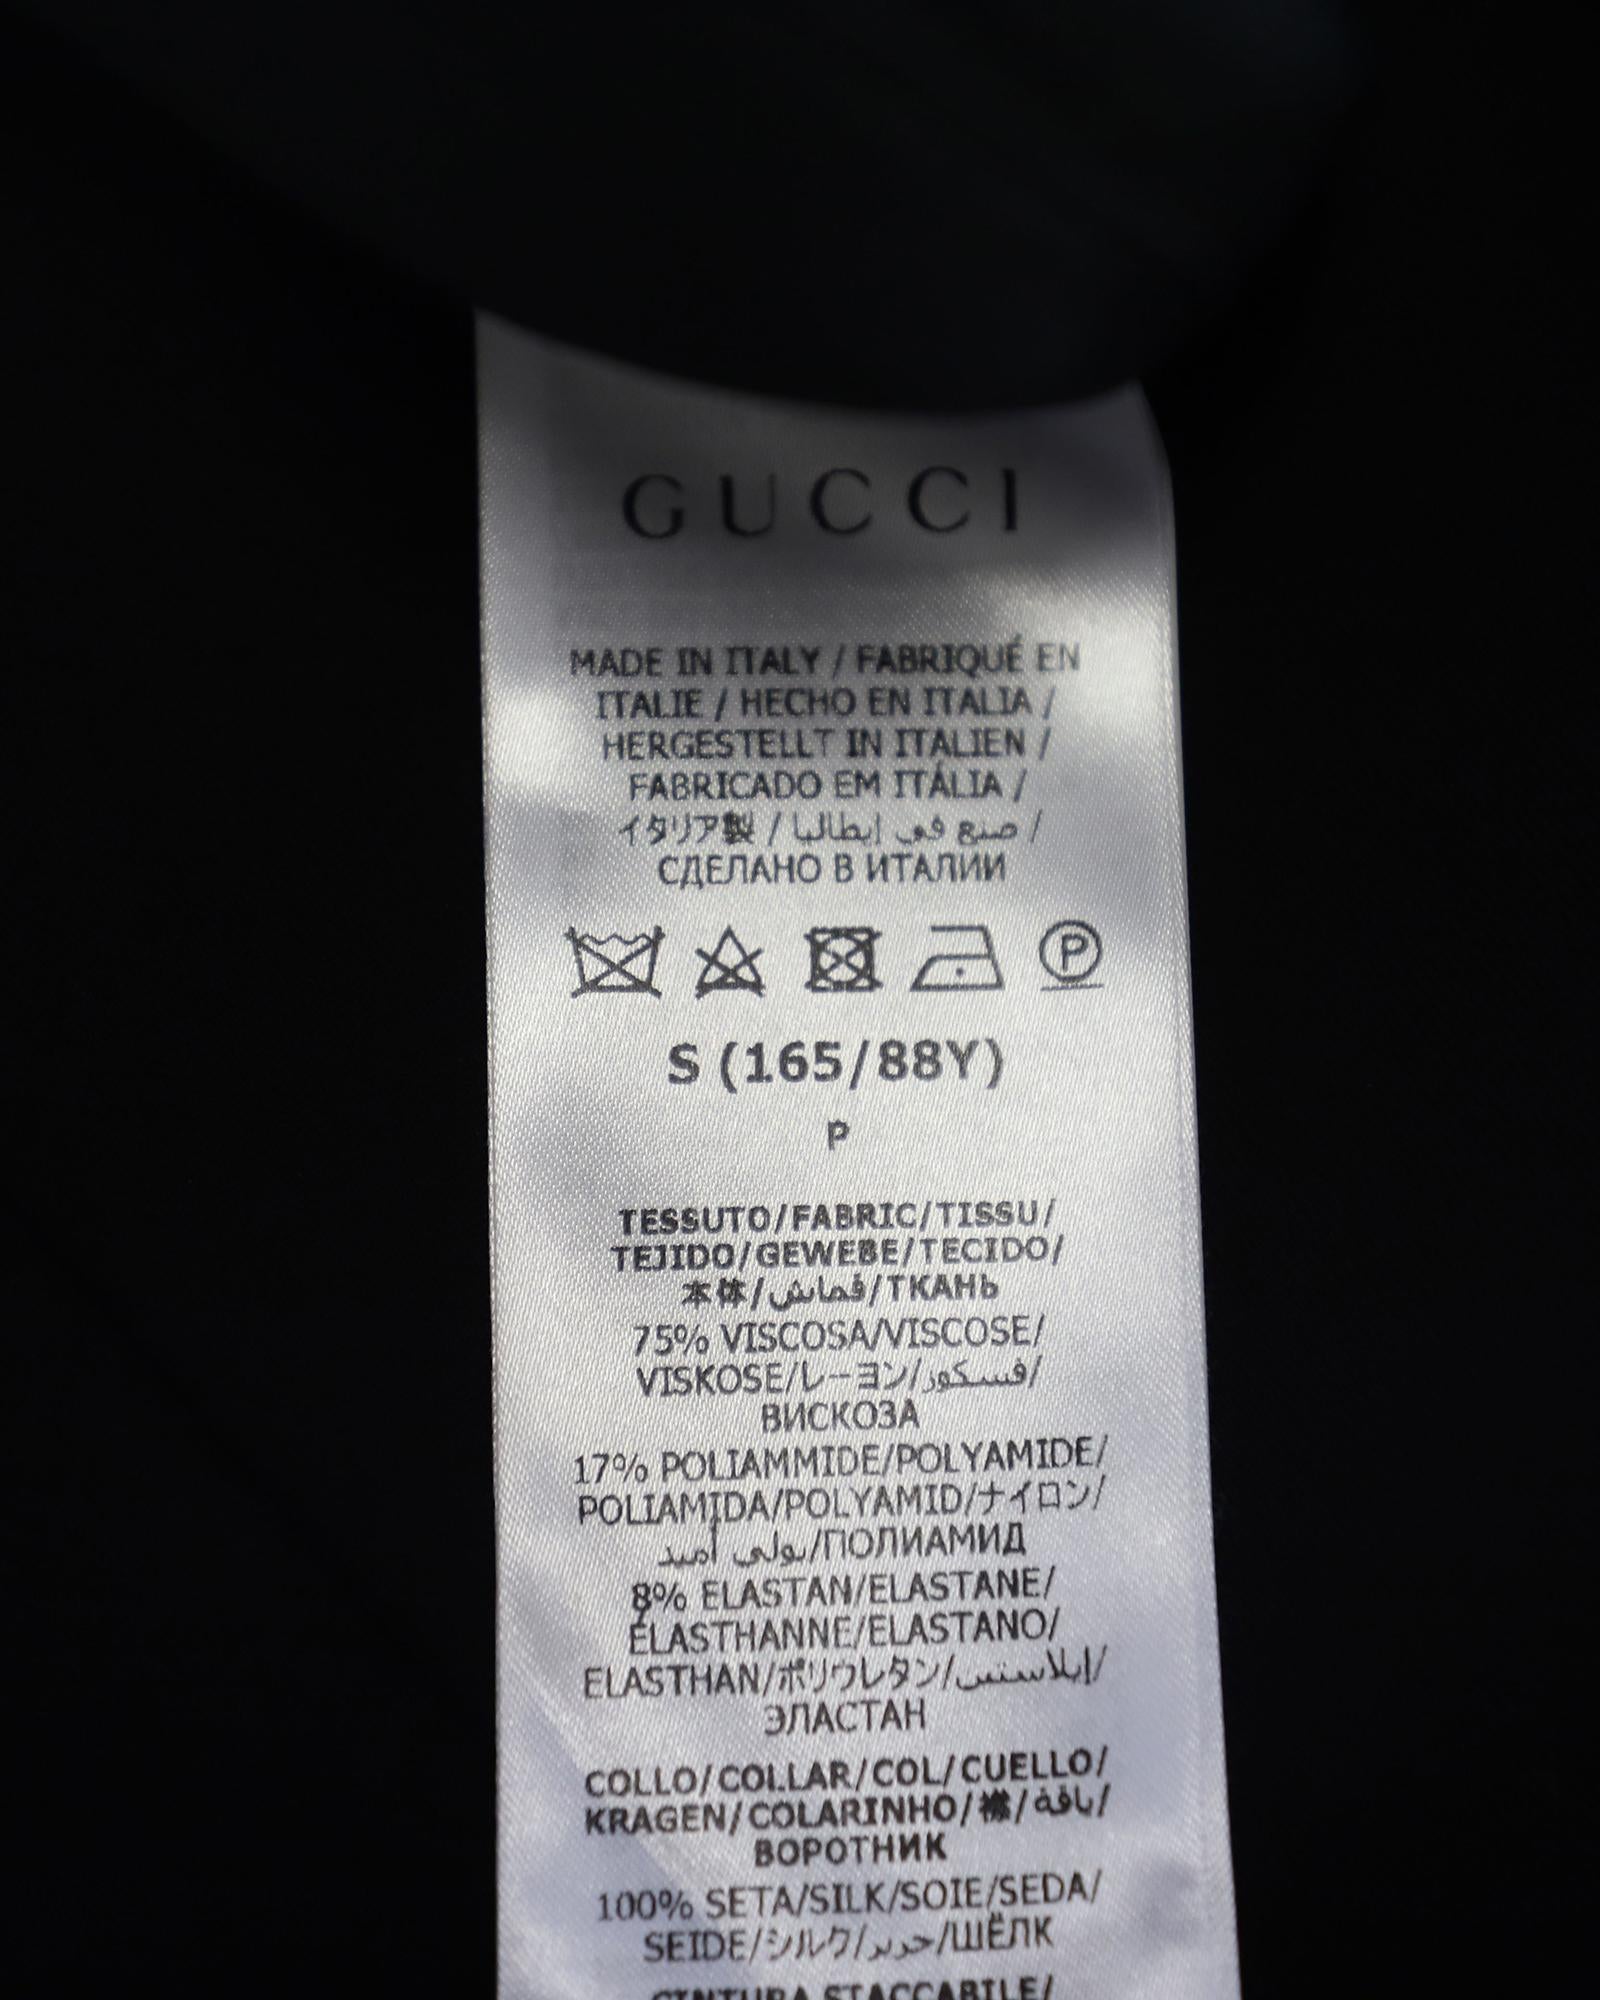 GUCCI
MADE IN ITALY / FABRIQUÉ EN
ITALIE / HECHO EN ITALIA /
HERGESTELLT IN ITALIEN /
FABRICADO EM ITÁLIA /
イタリア製 / صنع في إيطاليا /
СДЕЛАНО В ИТАЛИИ
P
S (165/88Y)
P
TESSUTO/FABRIC/TISSU/
TEJIDO/GEWEBE/TECIDO/
本体/قماش/ТКАНЬ
75% VISCOSA/VISCOSE/
VISKOSE/レーヨン/فسكور/
ВИСКОЗА
17% POLIAMMIDE/POLYAMIDE/
POLIAMIDA/POLYAMID/ナイロン/
بولي أميد/ПОЛИАМИД
8% ELASTAN/ELASTANE/
ÉLASTHANNE/ELASTANO/
ELASTHAN/ポリウレタン/إيلاستس/
ЭЛАСТАН
COLLO/COLLAR/COL/CUELLO/
KRAGEN/COLARINHO/襟/ياقة/
ВОРОТНИК
100% SETA/SILK/SOIE/SEDA/
SEIDE/シルク/حرير/ШЁЛК
CINTURA STACCABILE/